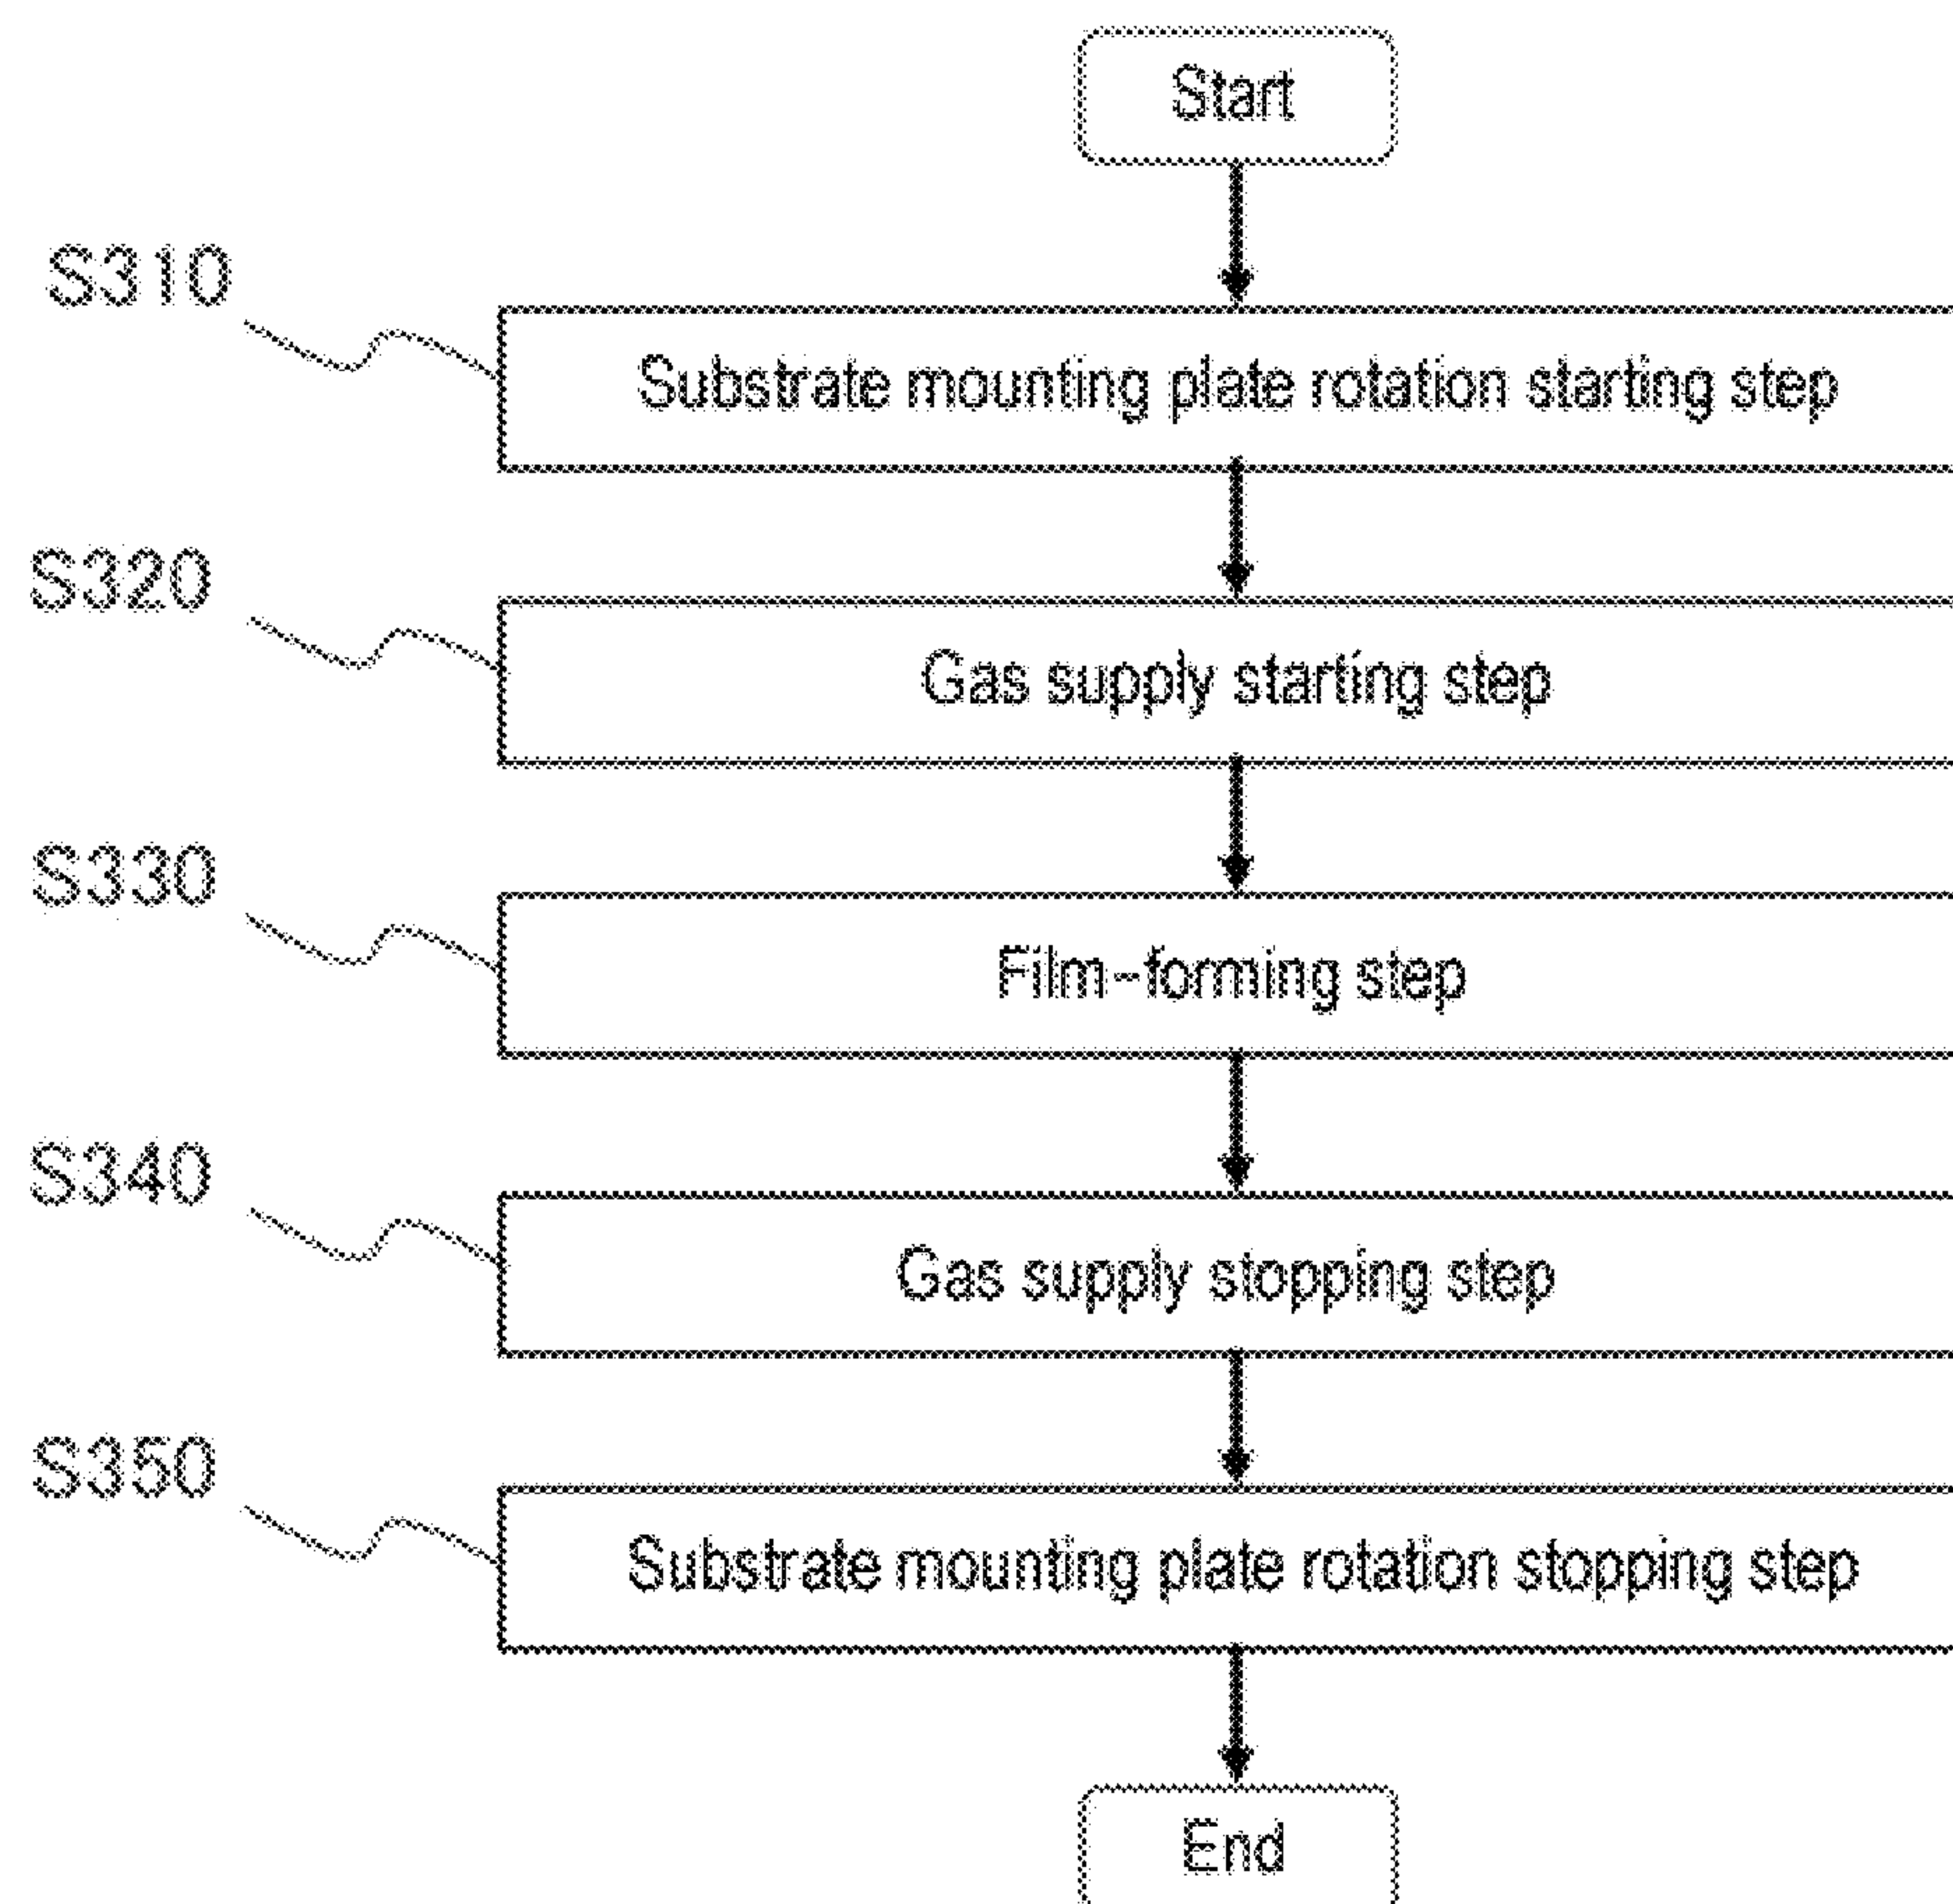 Start
S310
Substrate mounting plate rotation starting step
S320
Gas supply starting step
S330
Film-forming step
S340
Gas supply stopping step
S350
Substrate mounting plate rotation stopping step
End